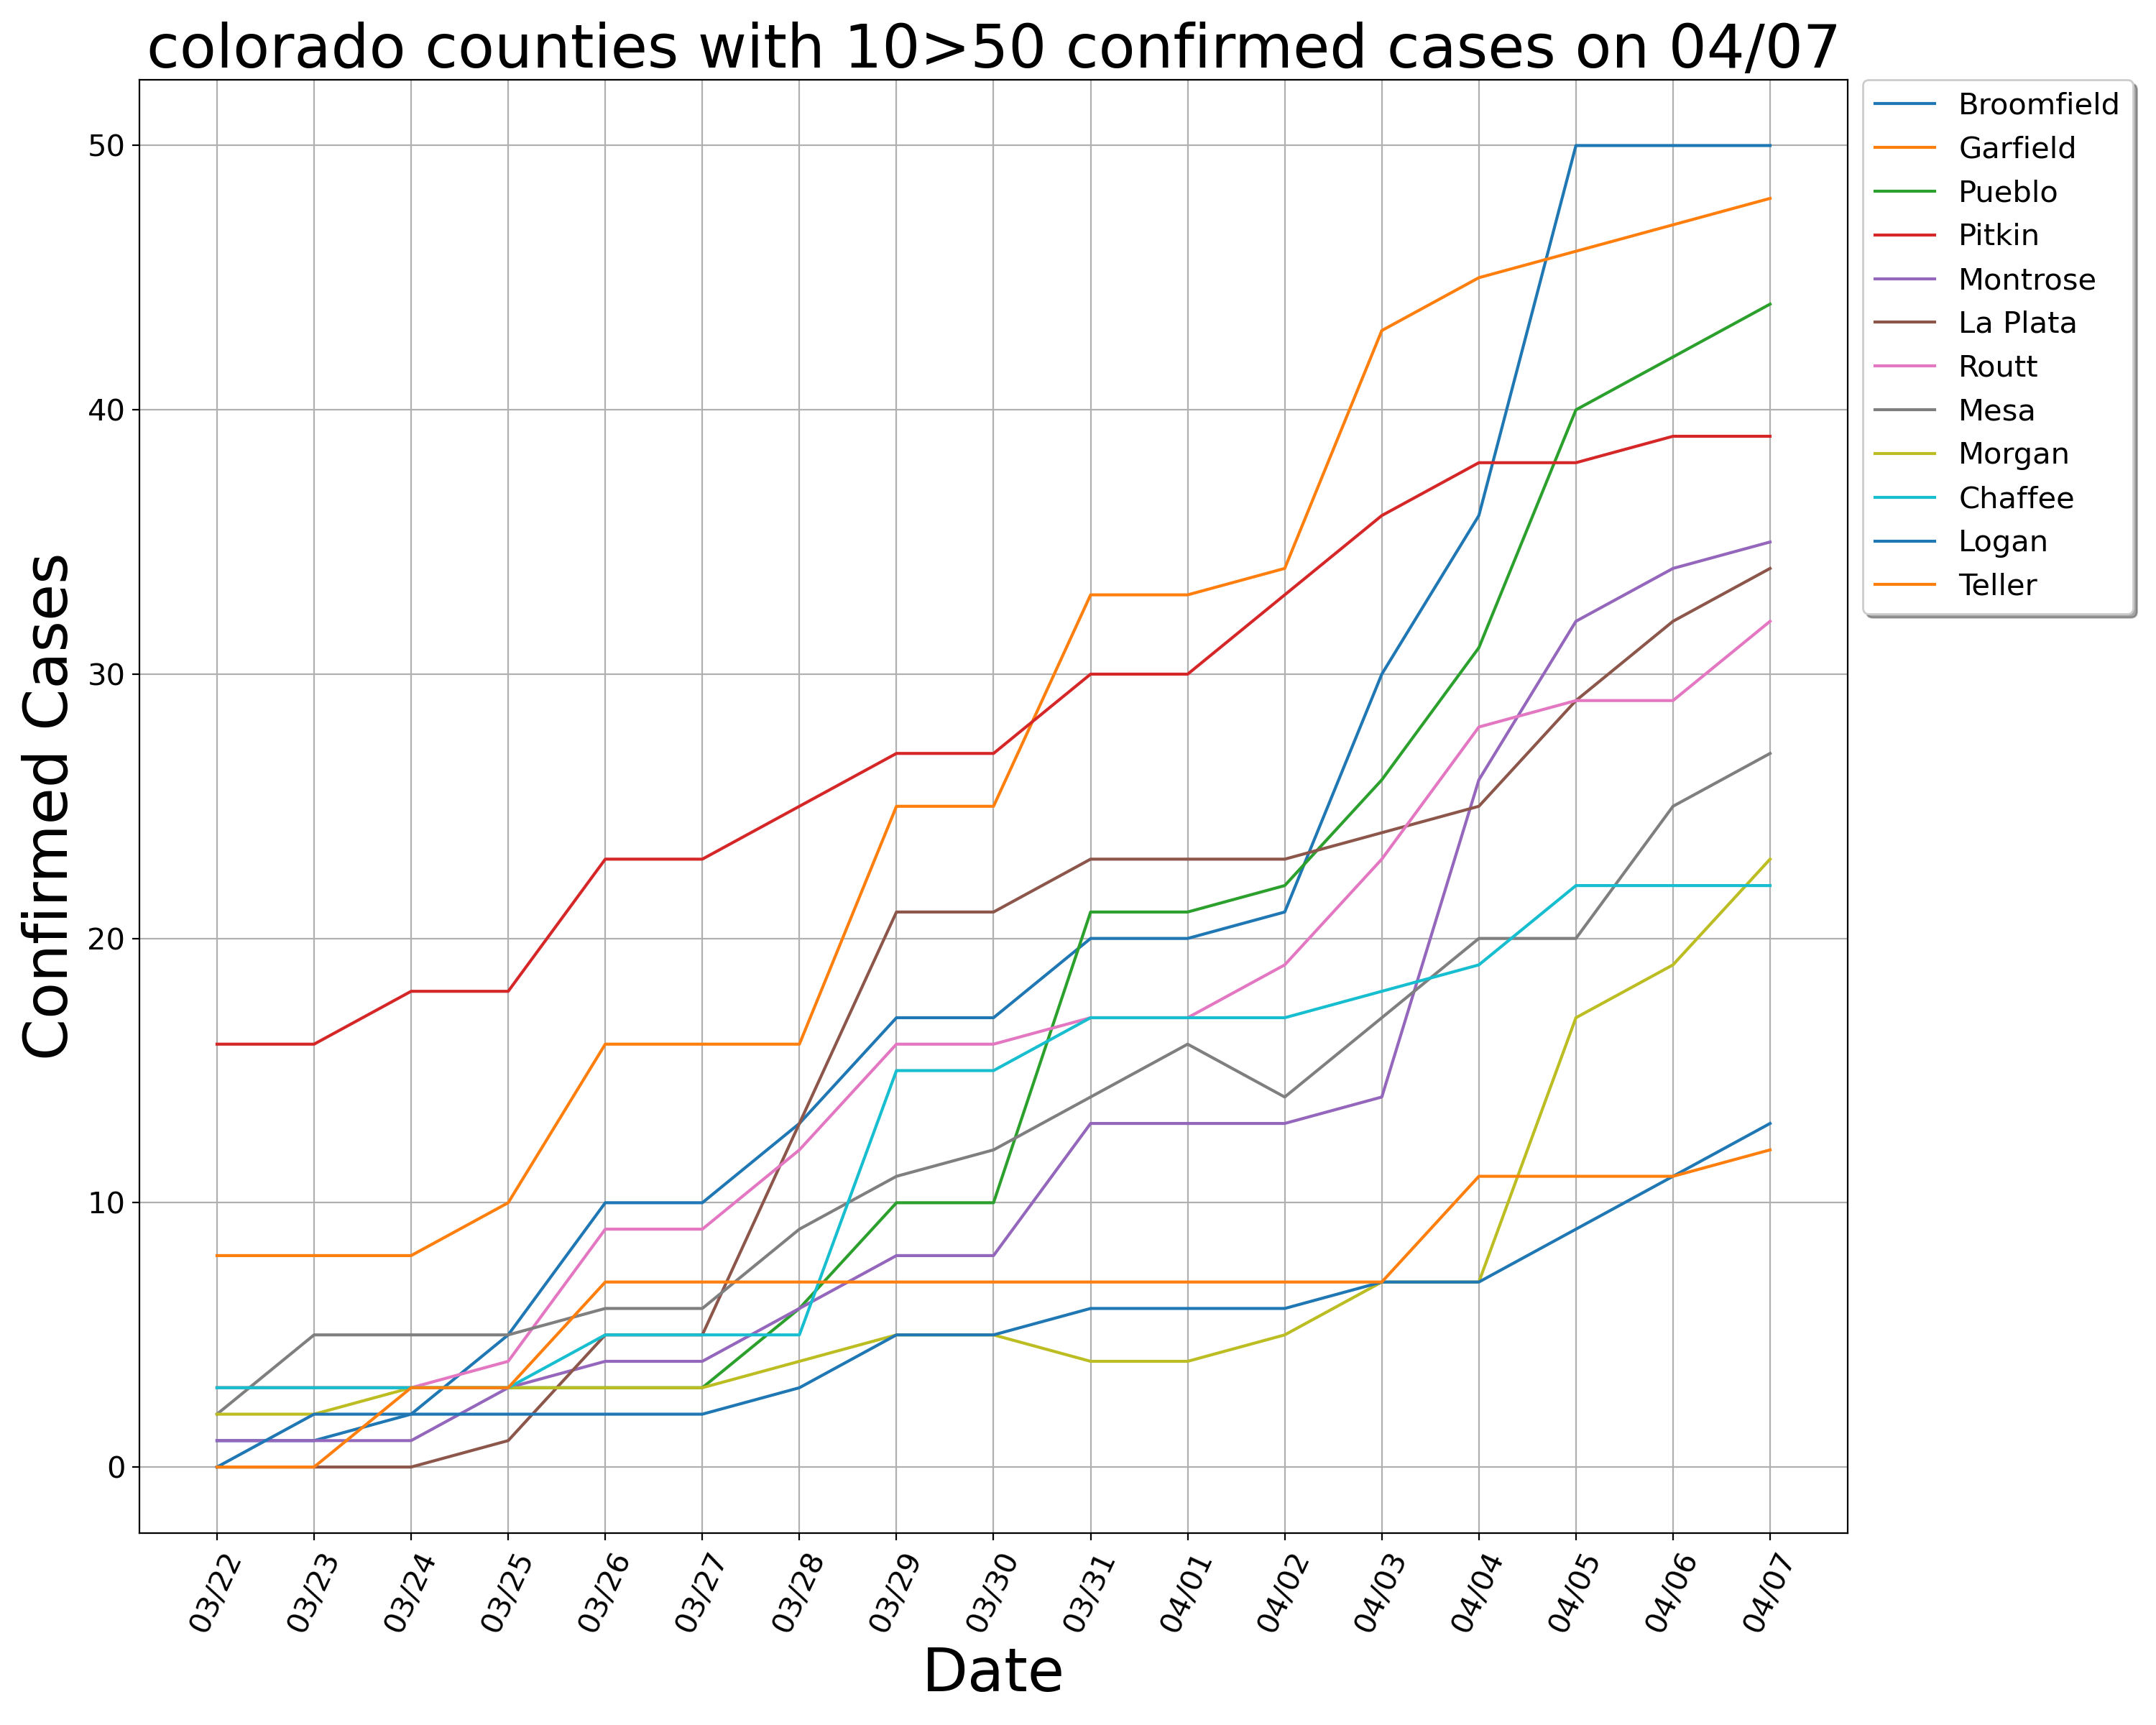 colorado counties with 10>50 confirmed cases on 04/07
Broomfield
Garfield
Pueblo
Pitkin
Montrose
La Plata
Routt
Mesa
Morgan
Chaffee
Logan
Teller
Confirmed Cases
50
40
30
20
10
0
03/22
03/23
03/24
03/25
03/26
03/27
03/28
03/29
03/30
03/31
04/01
04/02
04/03
04/04
04/05
04/06
04/07
Date